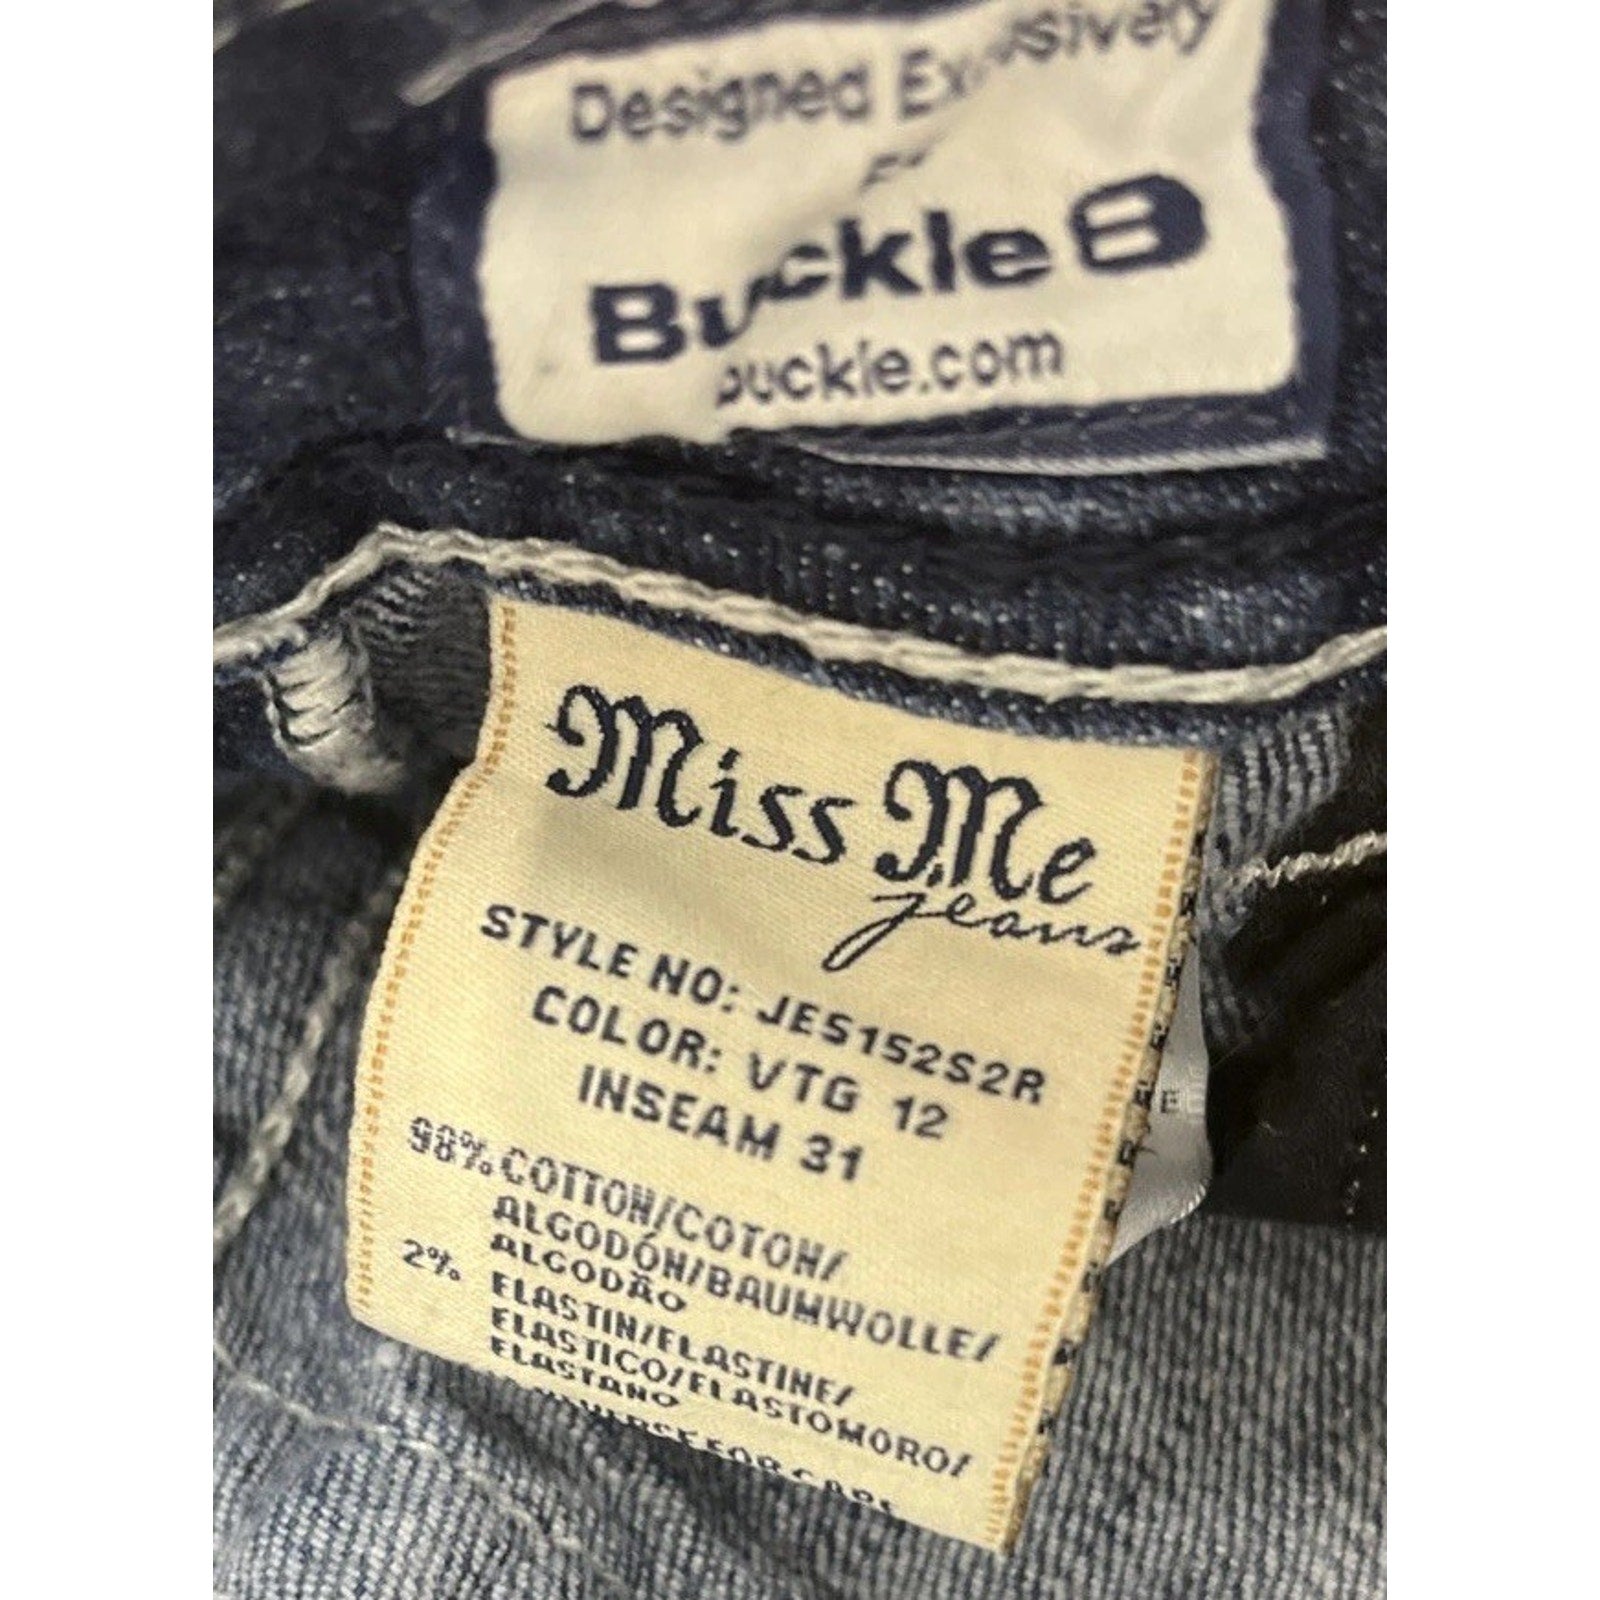 Designed Exclusively
Buckle B
buckle.com
Miss Me
jeans
STYLE NO: JE5152S2R
COLOR: VTG 12
INSEAM 31
98% COTTON/COTON/
ALGODÓN/BAUMWOLLE/
ALGODÃO
2% ELASTIN/ELASTINE/
ELASTICO/ELASTOMORO/
ELASTANO